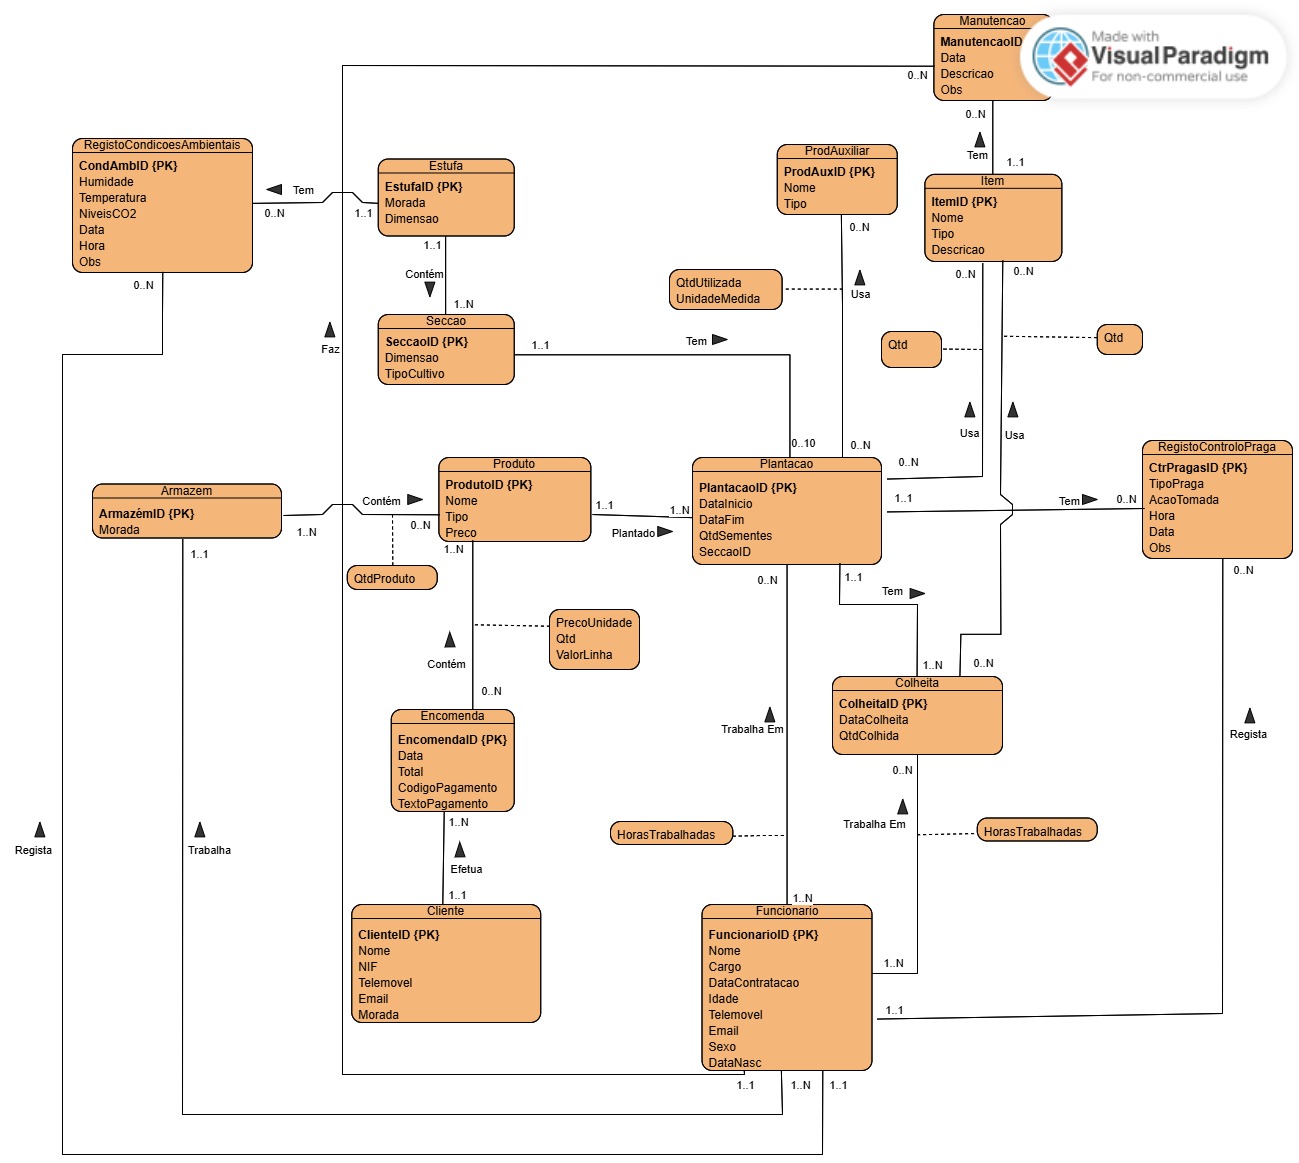 Manutencao
ManutencaoID
Data
Descricao
Obs
Made with
VisualParadigm
For non-commercial use
0..N
0..N
Tem
1..1
RegistoCondicoesAmbientais
CondAmbID {PK}
Humidade
Temperatura
NiveisCO2
Data
Hora
Obs
Tem
0..N
1..1
0..N
Estufa
EstufaID {PK}
Morada
Dimensao
1..1
Contém
1..N
ProdAuxiliar
ProdAuxID {PK}
Nome
Tipo
0..N
Usa
QtdUtilizada
UnidadeMedida
0..N
Item
ItemID {PK}
Nome
Tipo
Descricao
0..N
0..N
Qtd
Qtd
Usa
Usa
0..N
Faz
Seccao
SeccaoID {PK}
Dimensao
TipoCultivo
1..1
Tem
0..10
Armazem
ArmazémID {PK}
Morada
1..1
1..N
Contém
0..N
QtdProduto
Produto
ProdutoID {PK}
Nome
Tipo
Preco
1..N
1..1
Plantado
1..N
Plantacao
PlantacaoID {PK}
DataInicio
DataFim
QtdSementes
SeccaoID
1..1
Tem
0..N
RegistoControloPraga
CtrPragasID {PK}
TipoPraga
AcaoTomada
Hora
Data
Obs
0..N
0..N
1..1
Tem
1..N
0..N
PrecoUnidade
Qtd
ValorLinha
Contém
0..N
Encomenda
EncomendaID {PK}
Data
Total
CodigoPagamento
TextoPagamento
1..N
Efetua
1..1
Cliente
ClienteID {PK}
Nome
NIF
Telemovel
Email
Morada
Colheita
ColheitaID {PK}
DataColheita
QtdColhida
0..N
Trabalha Em
HorasTrabalhadas
Trabalha Em
HorasTrabalhadas
Regista
Regista
Trabalha
1..N
Funcionario
FuncionarioID {PK}
Nome
Cargo
DataContratacao
Idade
Telemovel
Email
Sexo
DataNasc
1..N
1..1
1..1
1..N
1..1